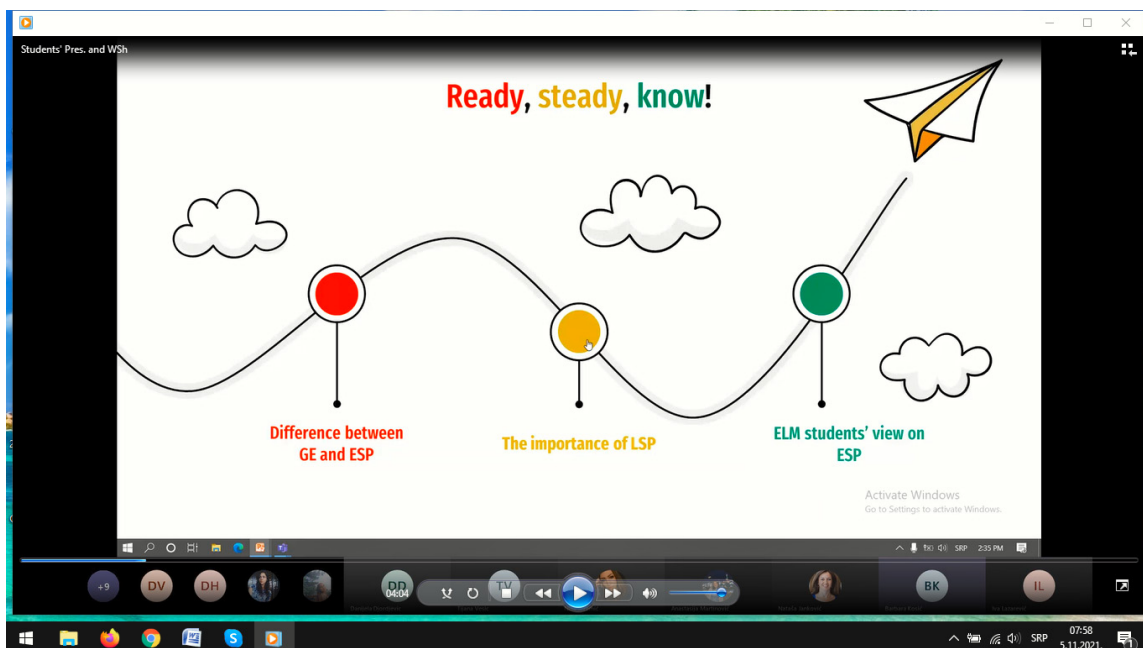 Students' Pres. and WSh
Ready, steady, know!
Difference between
GE and ESP
The importance of LSP
ELM students' view on
ESP
Activate Windows
Go to Settings to activate Windows.
SRP 2:35 PM
+9
DV
DH
DD
04:04
TV
BK
IL
SRP
07:58
5.11.2021.